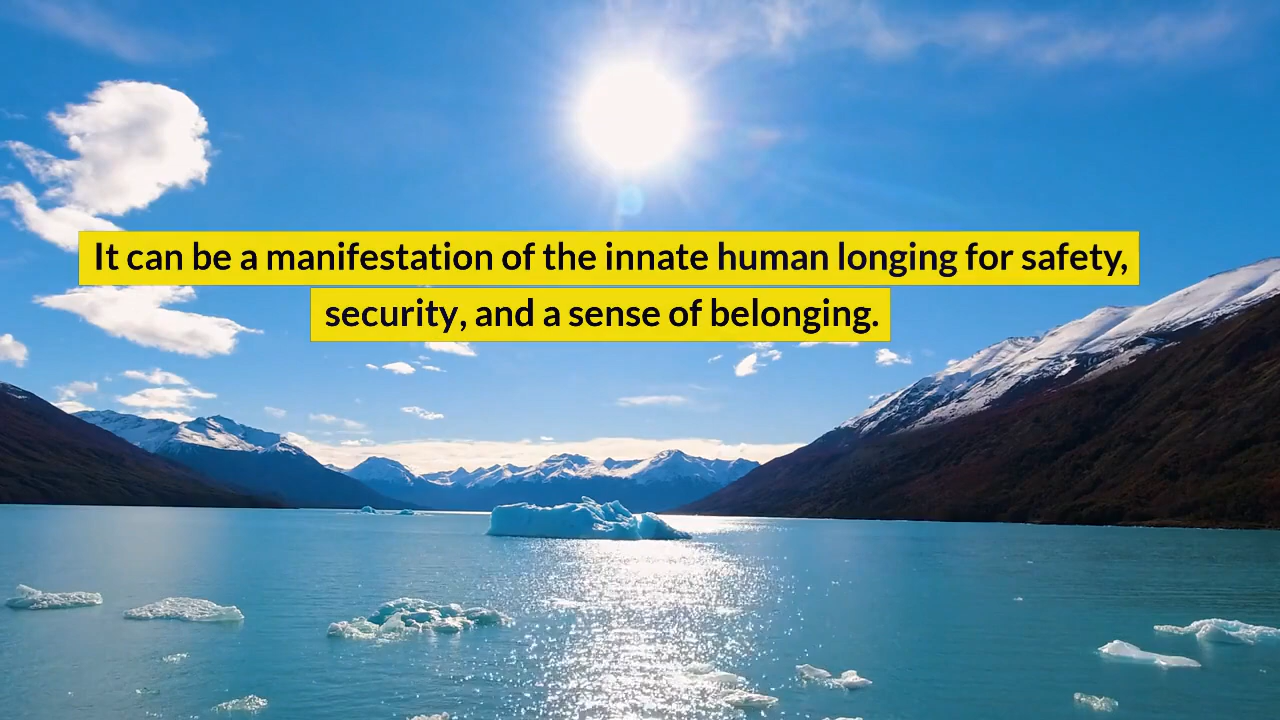 It can be a manifestation of the innate human longing for safety,
security, and a sense of belonging.